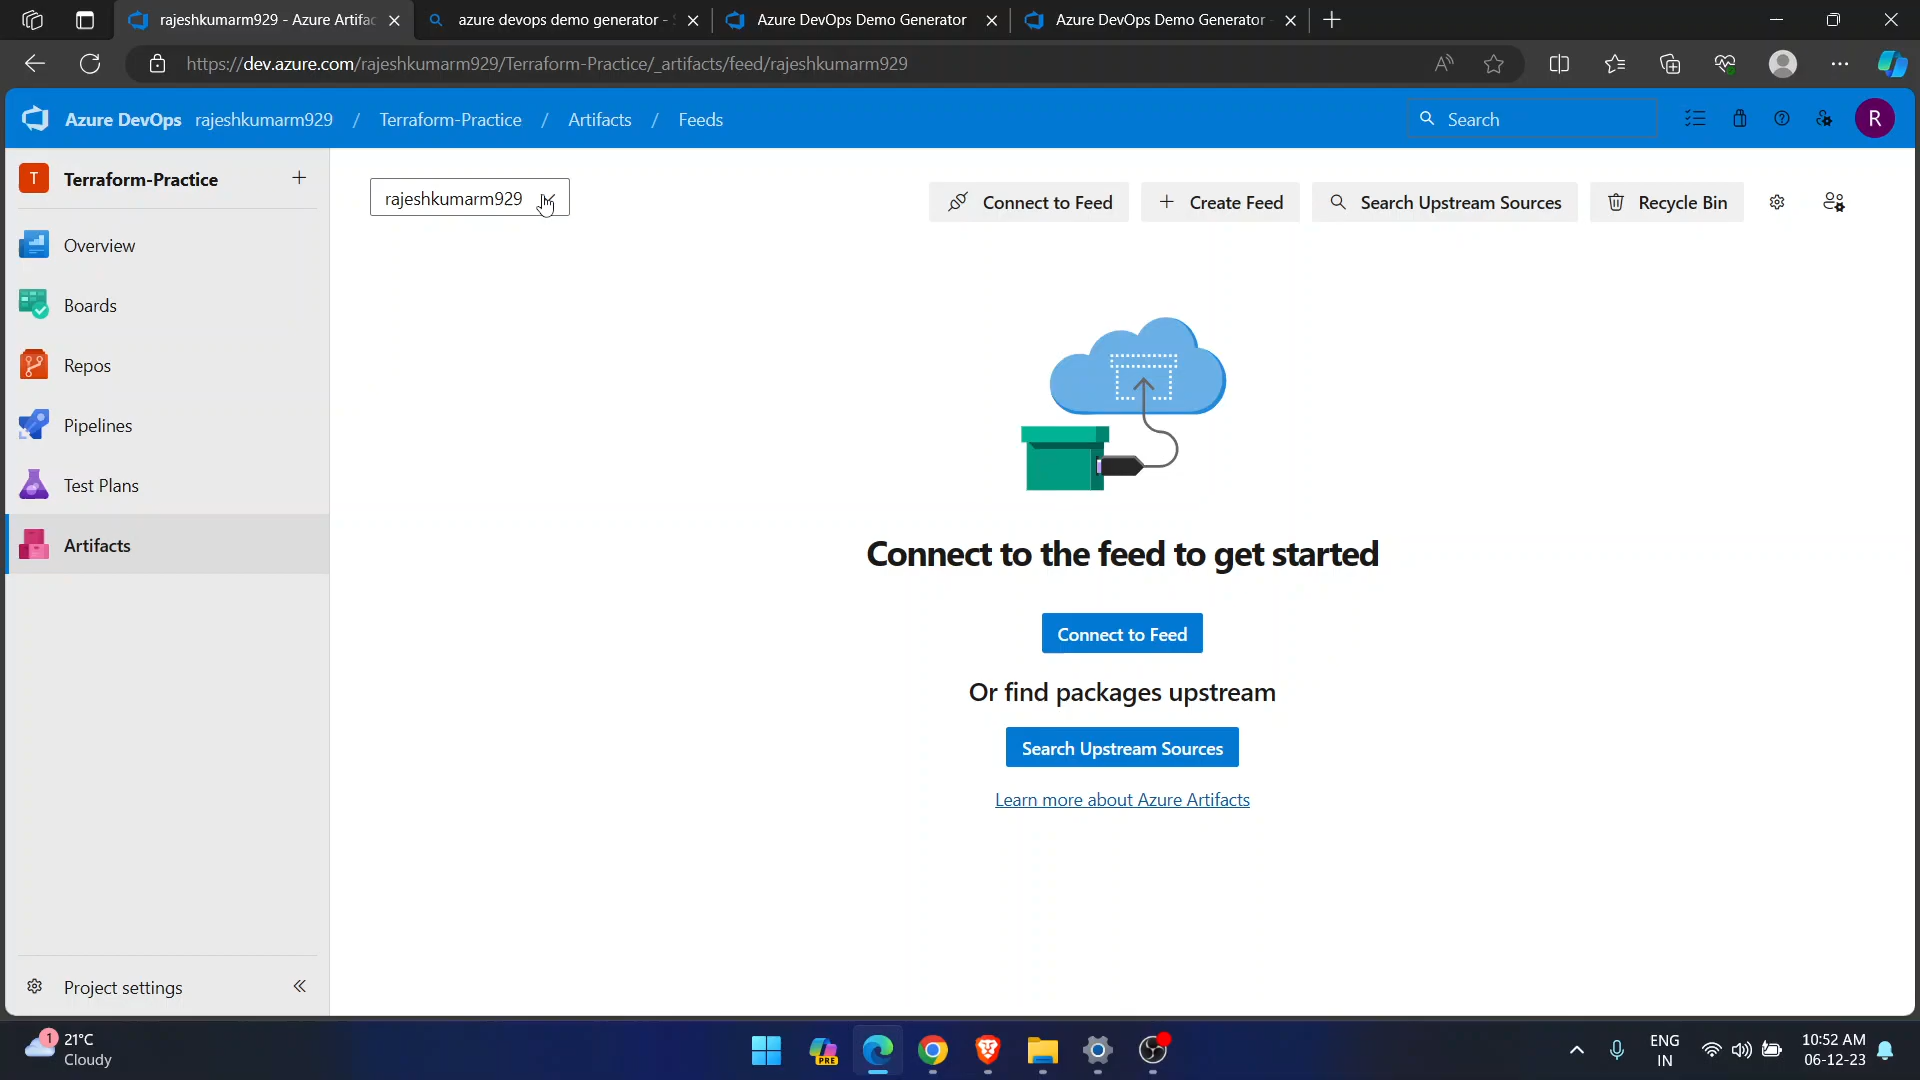 rajeshkumarm929 - Azure Artifac
azure devops demo generator -
Azure DevOps Demo Generator
Azure DevOps Demo Generator
https://dev.azure.com/rajeshkumarm929/Terraform-Practice/_artifacts/feed/rajeshkumarm929
Azure DevOps rajeshkumarm929 / Terraform-Practice / Artifacts / Feeds
Search
R
T Terraform-Practice
rajeshkumarm929
Connect to Feed
Create Feed
Search Upstream Sources
Recycle Bin
Overview
Boards
Repos
Pipelines
Test Plans
Artifacts
Connect to the feed to get started
Connect to Feed
Or find packages upstream
Search Upstream Sources
Learn more about Azure Artifacts
Project settings
1
21°C
Cloudy
PRE
ENG
IN
10:52 AM
06-12-23